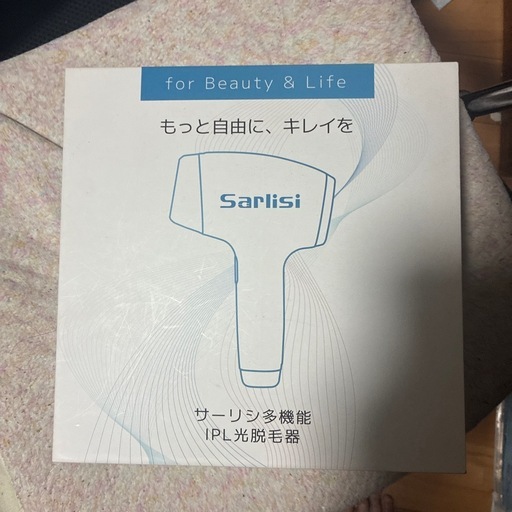 for Beauty & Life
もっと自由に、キレイを
Sarlisi
サーリシ多機能
IPL光脱毛器